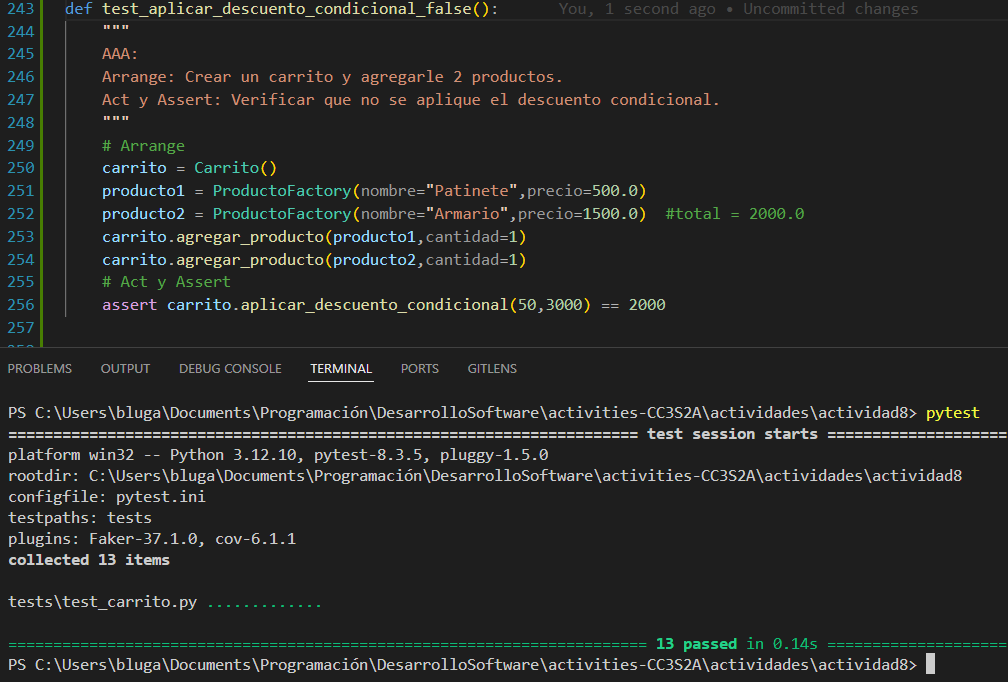 243 def test_aplicar_descuento_condicional_false(): You, 1 second ago • Uncommitted changes
244 """
245 AAA:
246 Arrange: Crear un carrito y agregarle 2 productos.
247 Act y Assert: Verificar que no se aplique el descuento condicional.
248 """
249 # Arrange
250 carrito = Carrito()
251 producto1 = ProductoFactory(nombre="Patinete",precio=500.0)
252 producto2 = ProductoFactory(nombre="Armario",precio=1500.0) #total = 2000.0
253 carrito.agregar_producto(producto1,cantidad=1)
254 carrito.agregar_producto(producto2,cantidad=1)
255 # Act y Assert
256 assert carrito.aplicar_descuento_condicional(50,3000) == 2000
257
PROBLEMS OUTPUT DEBUG CONSOLE TERMINAL PORTS GITLENS
PS C:\Users\bluga\Documents\Programación\DesarrolloSoftware\activities-CC3S2A\actividades\actividad8> pytest
====================================================================== test session starts ====================
platform win32 -- Python 3.12.10, pytest-8.3.5, pluggy-1.5.0
rootdir: C:\Users\bluga\Documents\Programación\DesarrolloSoftware\activities-CC3S2A\actividades\actividad8
configfile: pytest.ini
testpaths: tests
plugins: Faker-37.1.0, cov-6.1.1
collected 13 items
tests\test_carrito.py .............
======================================================================= 13 passed in 0.14s ====================
PS C:\Users\bluga\Documents\Programación\DesarrolloSoftware\activities-CC3S2A\actividades\actividad8>